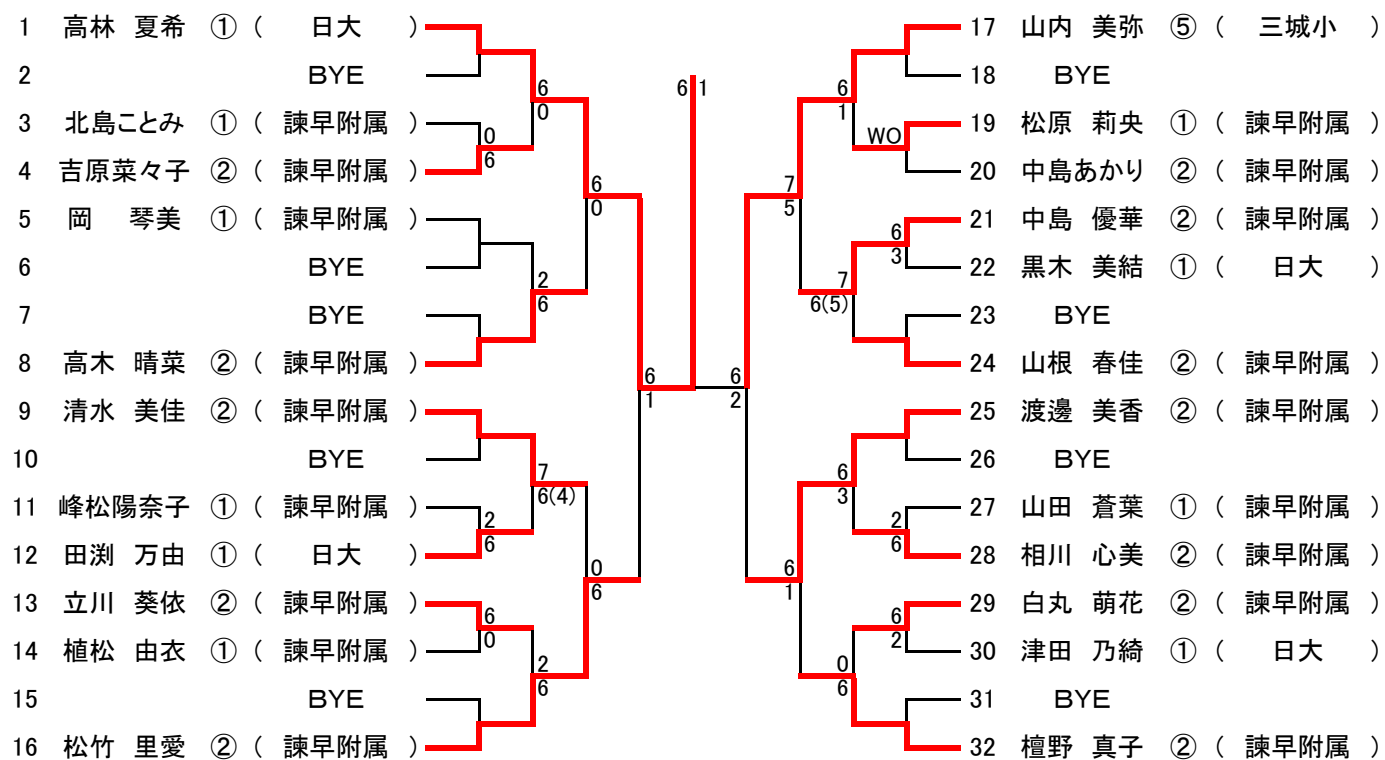 1 高林 夏希 ① ( 日大 )
2 BYE
3 北島ことみ ① ( 諫早附属 )
4 吉原菜々子 ② ( 諫早附属 )
5 岡 琴美 ① ( 諫早附属 )
6 BYE
7 BYE
8 高木 晴菜 ② ( 諫早附属 )
9 清水 美佳 ② ( 諫早附属 )
10 BYE
11 峰松陽奈子 ① ( 諫早附属 )
12 田渕 万由 ① ( 日大 )
13 立川 葵依 ② ( 諫早附属 )
14 植松 由衣 ① ( 諫早附属 )
15 BYE
16 松竹 里愛 ② ( 諫早附属 )
0
6
2
6
6
0
6
0
2
6
7
6(4)
2
6
6
0
0
6
6
1
6 1
6
2
7
5
6
1
6
1
7
6(5)
6
3
0
6
WO
6
3
2
6
6
2
17 山内 美弥 ⑤ ( 三城小 )
18 BYE
19 松原 莉央 ① ( 諫早附属 )
20 中島あかり ② ( 諫早附属 )
21 中島 優華 ② ( 諫早附属 )
22 黒木 美結 ① ( 日大 )
23 BYE
24 山根 春佳 ② ( 諫早附属 )
25 渡邊 美香 ② ( 諫早附属 )
26 BYE
27 山田 蒼葉 ① ( 諫早附属 )
28 相川 心美 ② ( 諫早附属 )
29 白丸 萌花 ② ( 諫早附属 )
30 津田 乃綺 ① ( 日大 )
31 BYE
32 檀野 真子 ② ( 諫早附属 )